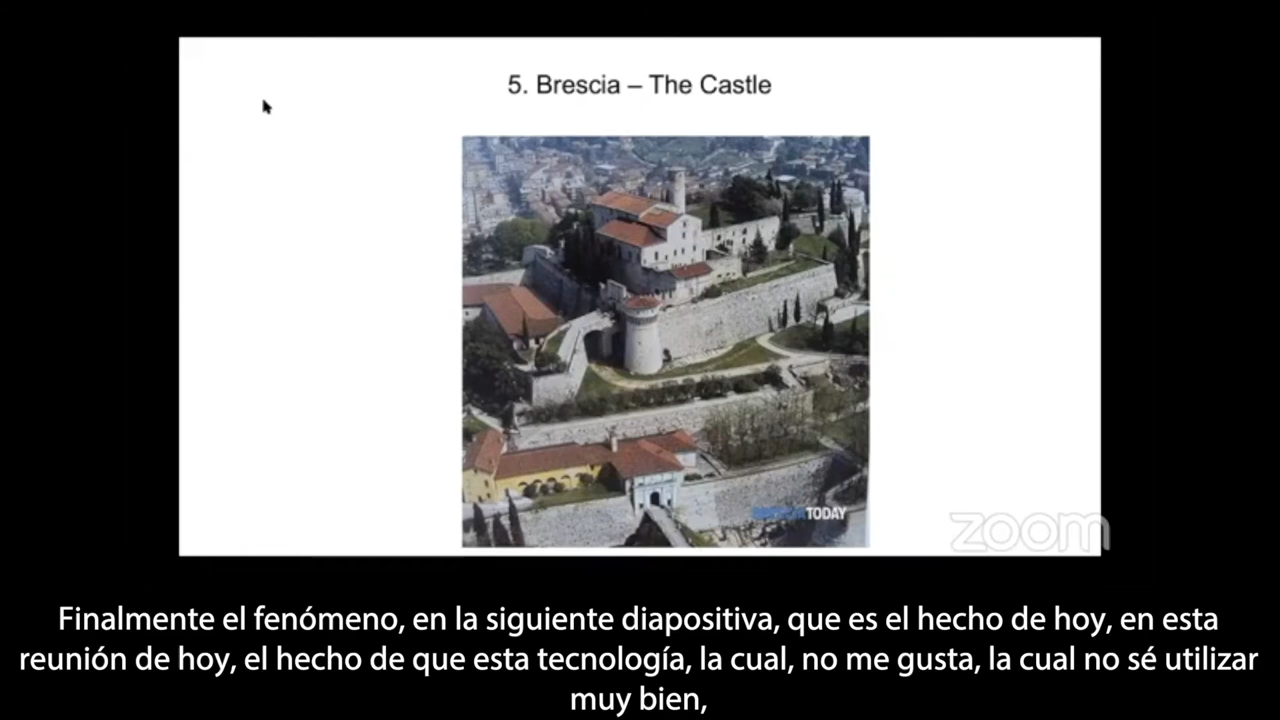 5. Brescia – The Castle
TODAY
zoom
Finalmente el fenómeno, en la siguiente diapositiva, que es el hecho de hoy, en esta
reunión de hoy, el hecho de que esta tecnología, la cual, no me gusta, la cual no sé utilizar
muy bien,